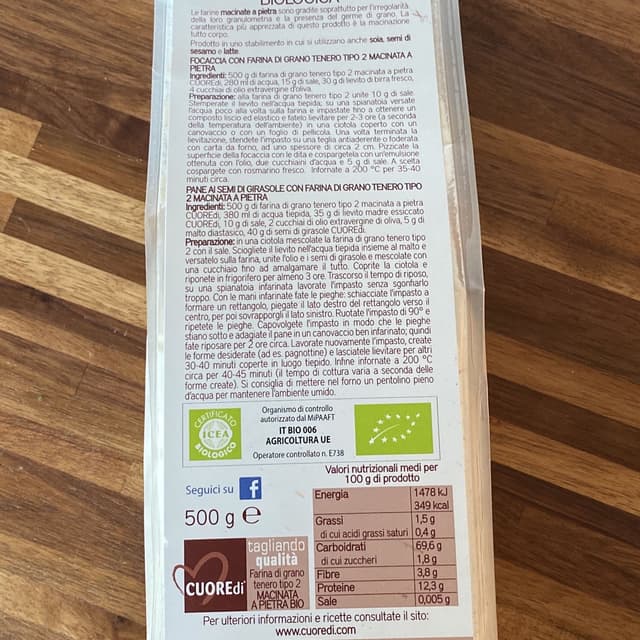 BIOLOGICA
Le farine macinate a pietra sono gradite soprattutto per l'irregolarità
della loro granulometria e la presenza del germe di grano. La
caratteristica più apprezzata di questo prodotto è la macinazione
tutto corpo.
Prodotto in uno stabilimento in cui si utilizzano anche soia, semi di
sesamo e latte.
FOCACCIA CON FARINA DI GRANO TENERO TIPO 2 MACINATA A
PIETRA
Ingredienti: 500 g di farina di grano tenero tipo 2 macinata a pietra
CUOREdi, 280 ml di acqua, 15 g di sale, 30 g di lievito di birra fresco,
4 cucchiai di olio extravergine d'oliva.
Preparazione: alla farina di grano tenero tipo 2 unite 10 g di sale.
Stemperate il lievito nell'acqua tiepida; su una spianatoia versate
l'acqua poco alla volta sulla farina e impastate fino a ottenere un
composto liscio ed elastico e fatelo lievitare per 2-3 ore (a seconda
della temperatura dell'ambiente) in una ciotola coperto con un
canovaccio o con un foglio di pellicola. Una volta terminata la
lievitazione, stendete l'impasto su una teglia antiaderente o foderata
con carta da forno, ad uno spessore di circa 2 cm. Pizzicate la
superficie della focaccia con le dita e cospargetela con un'emulsione
ottenuta con l'olio, due cucchiaini d'acqua e 5 g di sale. A scelta
cospargete con rosmarino fresco. Infornate a 200 °C per 35-40
minuti circa.
PANE AI SEMI DI GIRASOLE CON FARINA DI GRANO TENERO TIPO
2 MACINATA A PIETRA
Ingredienti: 500 g di farina di grano tenero tipo 2 macinata a pietra
CUOREdi, 380 ml di acqua tiepida, 35 g di lievito madre essiccato
CUOREdi, 10 g di sale, 2 cucchiai di olio extravergine di oliva, 5 g di
malto diastasico, 40 g di semi di girasole CUOREdi.
Preparazione: in una ciotola mescolate la farina di grano tenero tipo
2 con il sale. Sciogliete il lievito nell'acqua tiepida insieme al malto e
versatelo sulla farina, unite l'olio e i semi di girasole e mescolate con
una cucchiaio fino ad amalgamare il tutto. Coprite la ciotola e
riponete in frigorifero per almeno 3 ore. Trascorso il tempo di riposo,
su una spianatoia infarinata lavorate l'impasto senza sgonfiarlo
troppo. Con le mani infarinate fate le pieghe: schiacciate l'impasto a
formare un rettangolo, piegate il lato destro del rettangolo verso il
centro, per poi sovrapporgli il lato sinistro. Ruotate l'impasto di 90° e
ripetete le pieghe. Capovolgete l'impasto in modo che le pieghe
stiano sotto e adagiate il pane in un canovaccio ben infarinato; quindi
fate riposare per 2 ore circa. Lavorate nuovamente l'impasto, create
le forme desiderate (ad es. pagnottine) e lasciatele lievitare per altri
30-40 minuti coperte in luogo tiepido. Infine infornate a 200 °C
circa per 40-45 minuti (il tempo di cottura varia a seconda delle
forme create). Si consiglia di mettere nel forno un pentolino pieno
d'acqua per mantenere l'ambiente umido.
CERTIFICATO
ICEA
BIOLOGICO
Organismo di controllo
autorizzato dal MiPAAFT
IT BIO 006
AGRICOLTURA UE
Operatore controllato n. E738
Seguici su f
500 g e
Valori nutrizionali medi per
100 g di prodotto
Energia 1478 kJ
349 kcal
Grassi 1,5 g
di cui acidi grassi saturi 0,4 g
Carboidrati 69,6 g
di cui zuccheri 1,8 g
Fibre 3,8 g
Proteine 12,3 g
Sale 0,005 g
CUOREdi
tagliando
qualità
Farina di grano
tenero tipo 2
MACINATA
A PIETRA BIO
Per ulteriori informazioni e ricette consultate il sito:
www.cuoredi.com